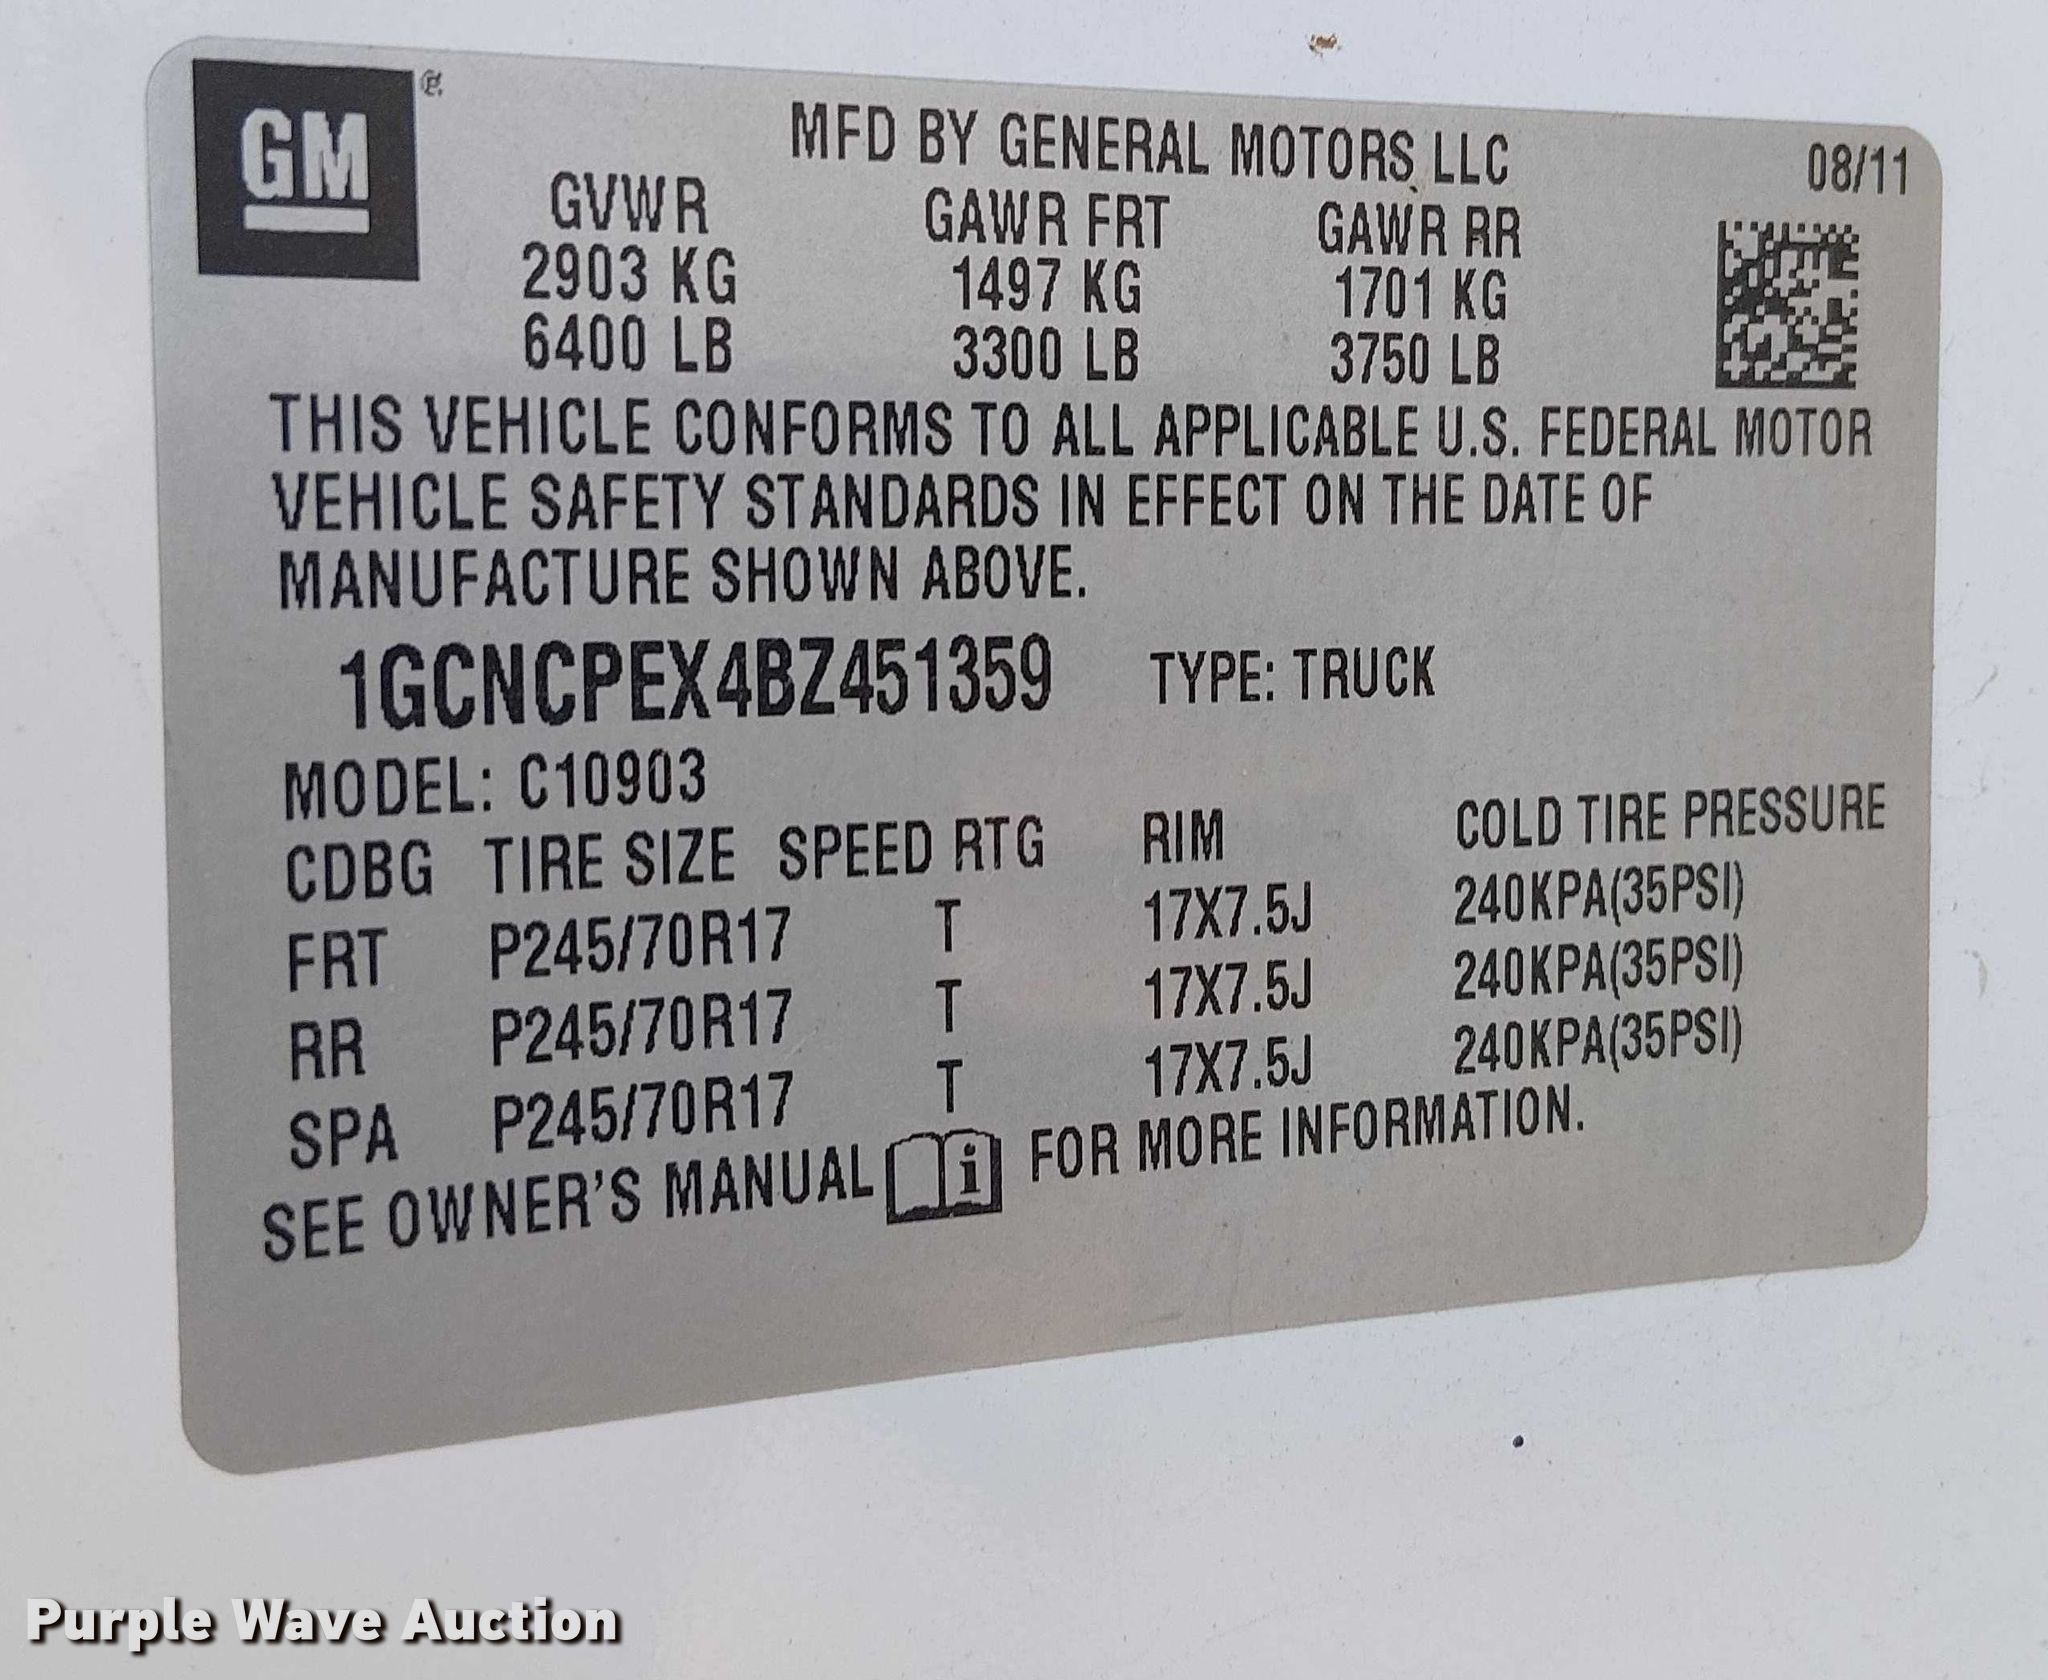 GM
MFD BY GENERAL MOTORS LLC
08/11
GVWR GAWR FRT GAWR RR
2903 KG 1497 KG 1701 KG
6400 LB 3300 LB 3750 LB
THIS VEHICLE CONFORMS TO ALL APPLICABLE U.S. FEDERAL MOTOR
VEHICLE SAFETY STANDARDS IN EFFECT ON THE DATE OF
MANUFACTURE SHOWN ABOVE.
1GCNCPEX4BZ451359 TYPE: TRUCK
MODEL: C10903
CDBG TIRE SIZE SPEED RTG RIM COLD TIRE PRESSURE
FRT P245/70R17 T 17X7.5J 240KPA(35PSI)
RR P245/70R17 T 17X7.5J 240KPA(35PSI)
SPA P245/70R17 T 17X7.5J 240KPA(35PSI)
SEE OWNER'S MANUAL i FOR MORE INFORMATION.
Purple Wave Auction